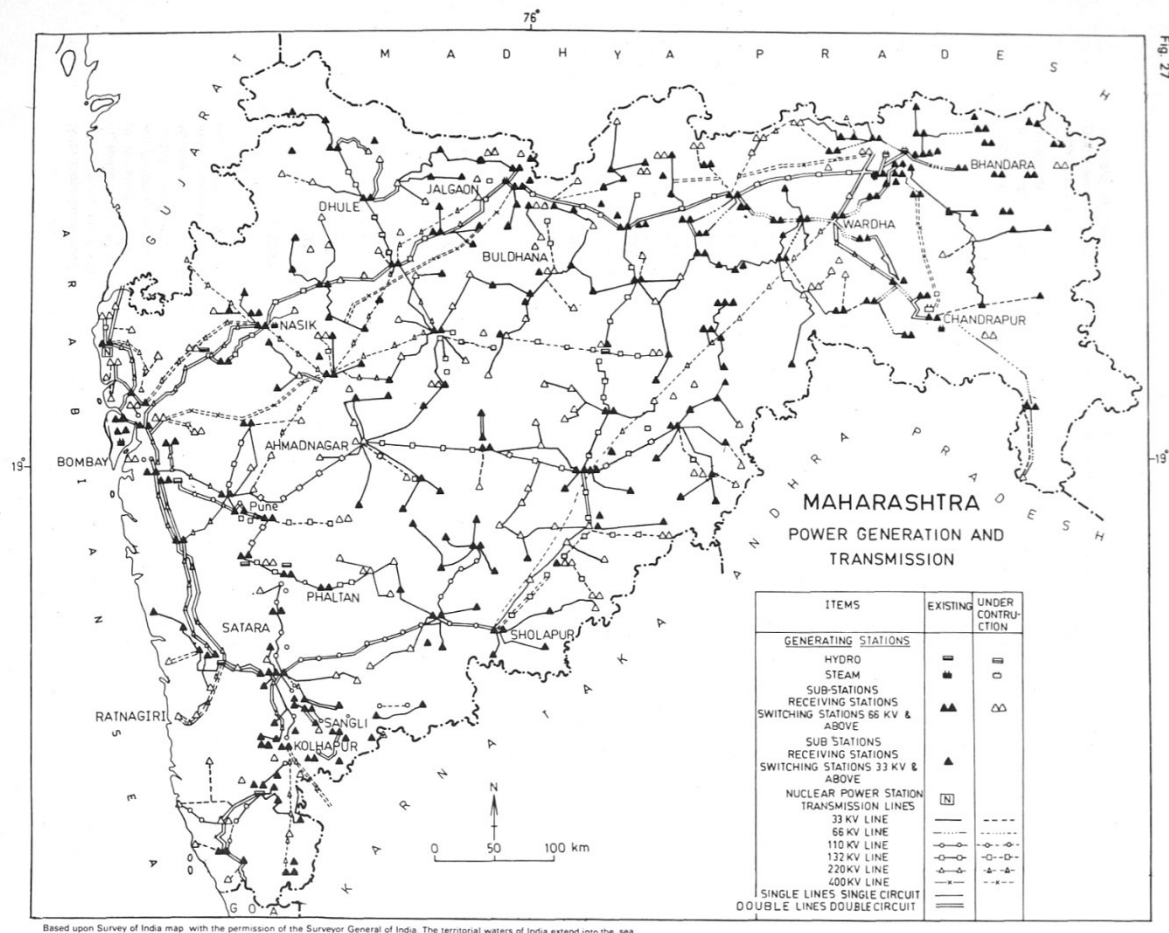 76°
Fig. 27
M A D H Y A P R A D E S H
GUJARAT
BHANDARA
JALGAON
DHULE
WARDHA
BULDHANA
CHANDRAPUR
NASIK
N
ARABIAN SEA
AHMADNAGAR
BOMBAY
19°
19°
Pune
ANDHRA PRADESH
MAHARASHTRA
POWER GENERATION AND
TRANSMISSION
PHALTAN
SATARA
SHOLAPUR
RATNAGIRI
SANGLI
KOLHAPUR
KARNATAKA
GOA
N
0 50 100 km
ITEMS EXISTING UNDER CONTRU-CTION
GENERATING STATIONS
HYDRO
STEAM
SUB-STATIONS
RECEIVING STATIONS
SWITCHING STATIONS 66 KV &
ABOVE
SUB STATIONS
RECEIVING STATIONS
SWITCHING STATIONS 33 KV &
ABOVE
NUCLEAR POWER STATION N
TRANSMISSION LINES
33 KV LINE
66 KV LINE
110 KV LINE
132 KV LINE
220 KV LINE
400 KV LINE
SINGLE LINES SINGLE CIRCUIT
DOUBLE LINES DOUBLE CIRCUIT
Based upon Survey of India map with the permission of the Surveyor General of India. The territorial waters of India extend into the sea